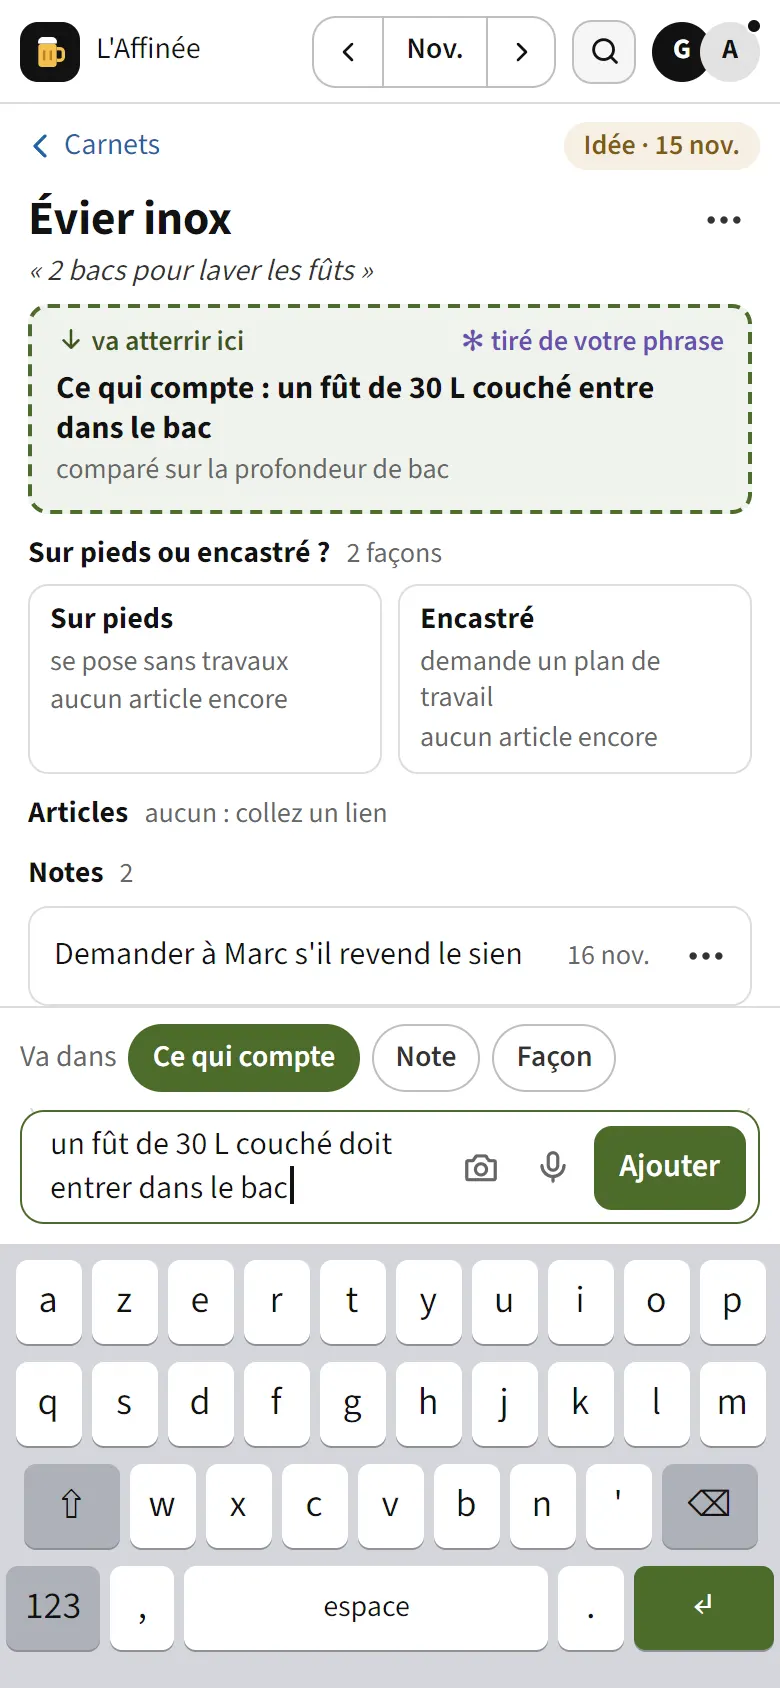 L'Affinée
Nov.
G
A
Carnets
Idée · 15 nov.
Évier inox
« 2 bacs pour laver les fûts »
↓ va atterrir ici
✻ tiré de votre phrase
Ce qui compte : un fût de 30 L couché entre
dans le bac
comparé sur la profondeur de bac
Sur pieds ou encastré ? 2 façons
Sur pieds
se pose sans travaux
aucun article encore
Encastré
demande un plan de
travail
aucun article encore
Articles aucun : collez un lien
Notes 2
Demander à Marc s'il revend le sien 16 nov.
Va dans Ce qui compte Note Façon
un fût de 30 L couché doit
entrer dans le bac
Ajouter
a z e r t y u i o p
q s d f g h j k l m
⇧ w x c v b n ' ⌫
123 , espace . ↵